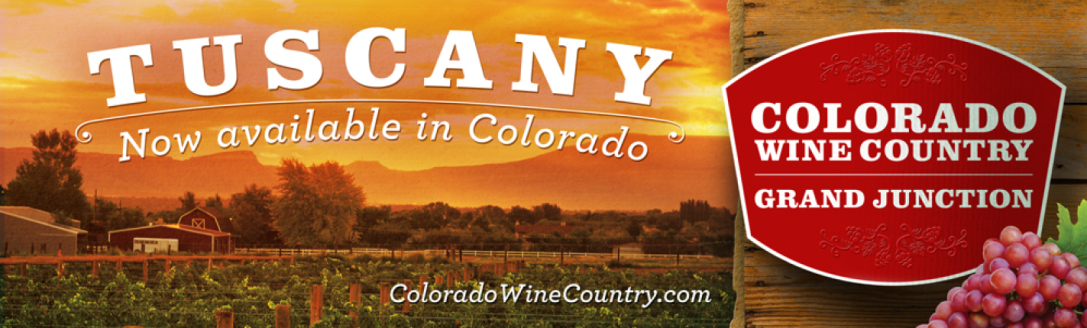 TUSCANY
Now available in Colorado
ColoradoWineCountry.com
COLORADO
WINE COUNTRY
GRAND JUNCTION